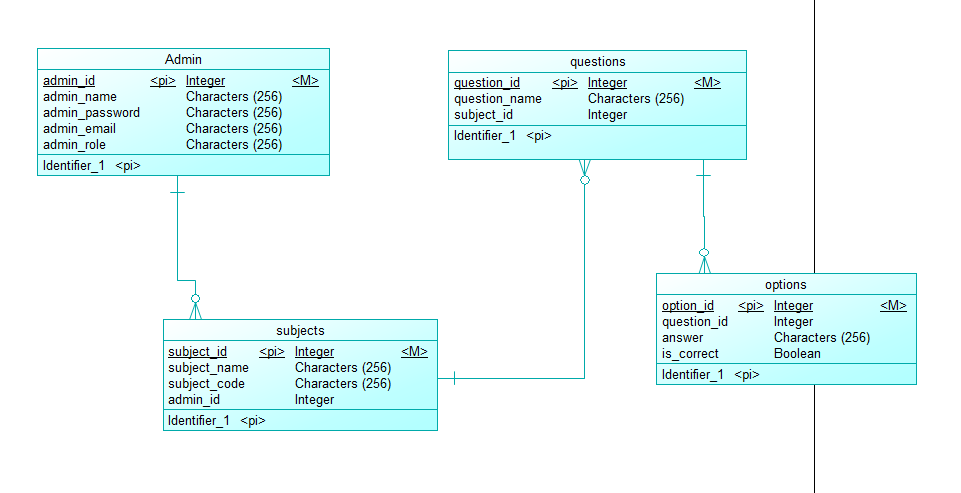 Admin
admin_id <pi> Integer <M>
admin_name Characters (256)
admin_password Characters (256)
admin_email Characters (256)
admin_role Characters (256)
Identifier_1 <pi>
questions
question_id <pi> Integer <M>
question_name Characters (256)
subject_id Integer
Identifier_1 <pi>
subjects
subject_id <pi> Integer <M>
subject_name Characters (256)
subject_code Characters (256)
admin_id Integer
Identifier_1 <pi>
options
option_id <pi> Integer <M>
question_id Integer
answer Characters (256)
is_correct Boolean
Identifier_1 <pi>